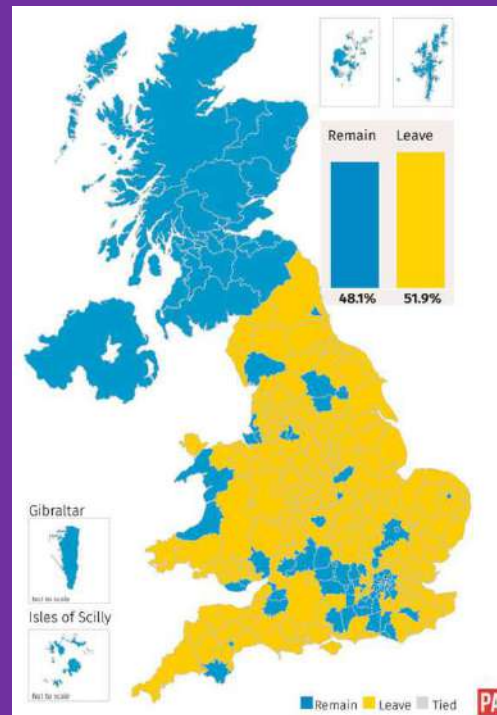 Remain Leave
48.1% 51.9%
Gibraltar
Not to scale
Isles of Scilly
Not to scale
Remain Leave Tied PA